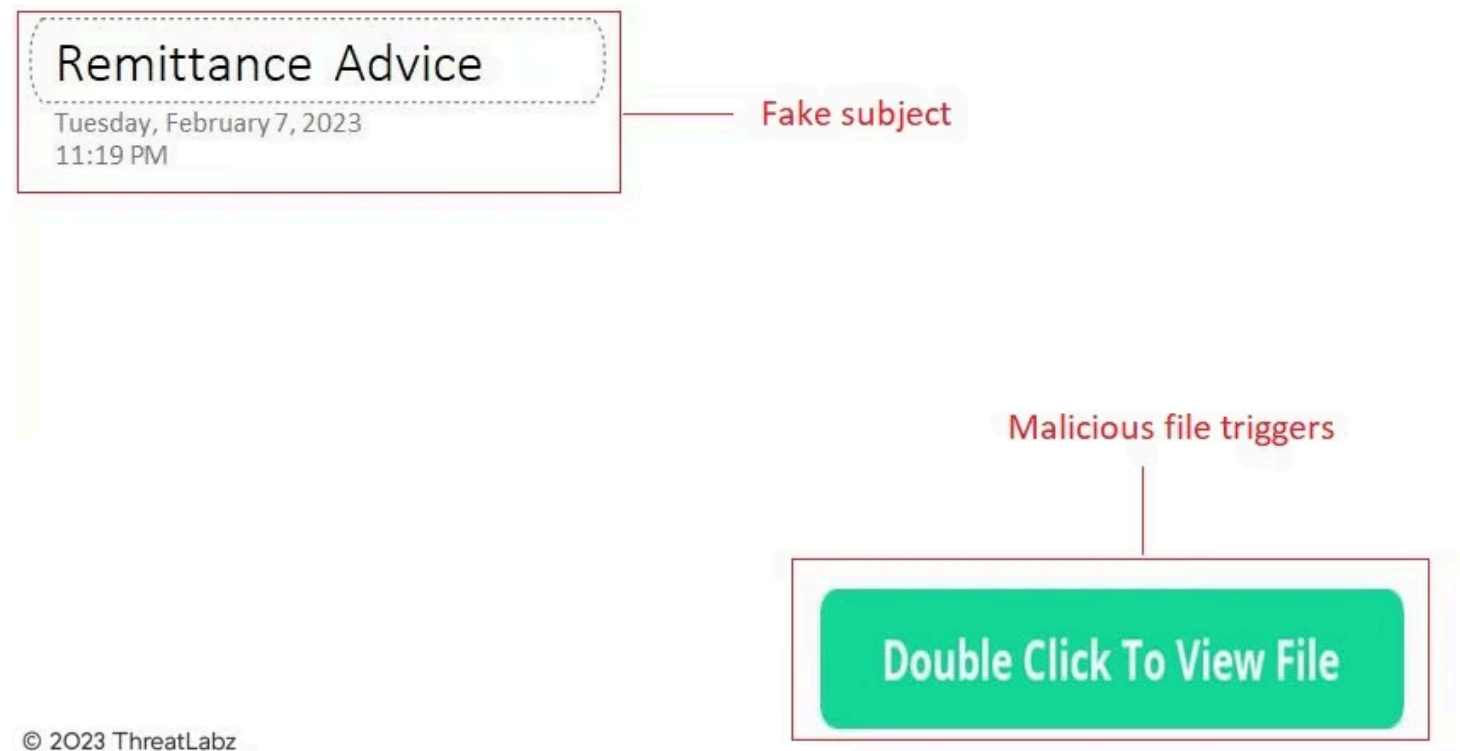 Remittance Advice
Tuesday, February 7, 2023
11:19 PM
Fake subject
Malicious file triggers
Double Click To View File
© 2023 ThreatLabz